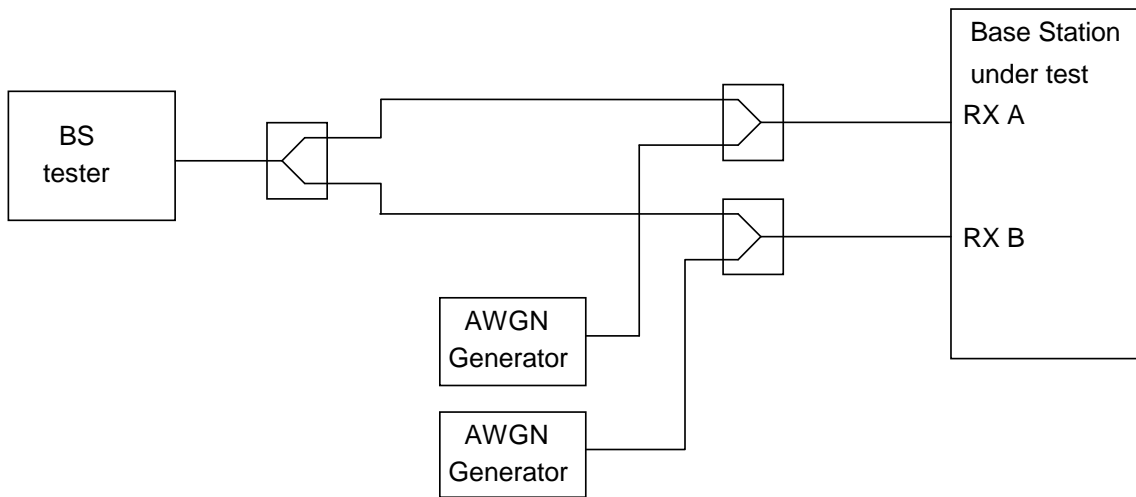 BS
tester
Base Station
under test
RX A
RX B
AWGN
Generator
AWGN
Generator